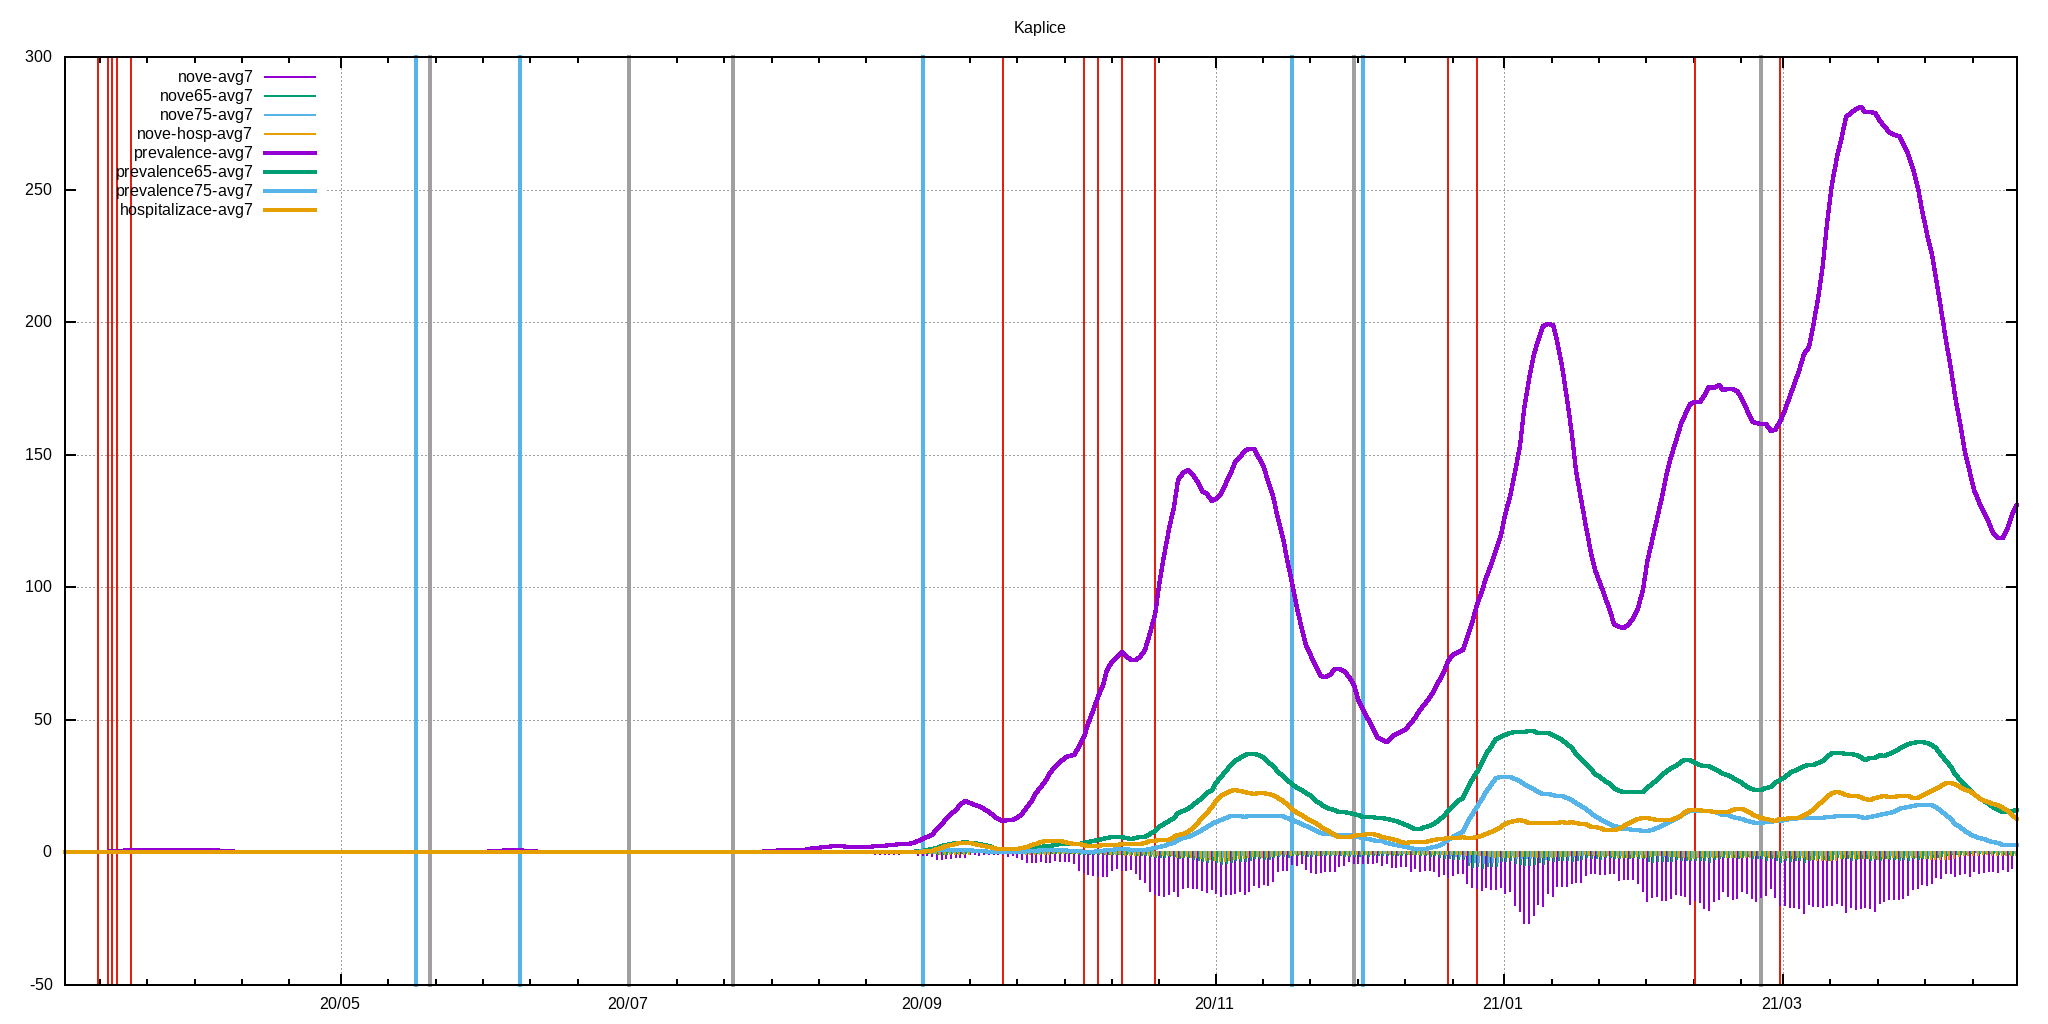 Kaplice
300
nove-avg7
nove65-avg7
nove75-avg7
nove-hosp-avg7
prevalence-avg7
prevalence65-avg7
prevalence75-avg7
hospitalizace-avg7
250
200
150
100
50
0
-50
20/05 20/07 20/09 20/11 21/01 21/03